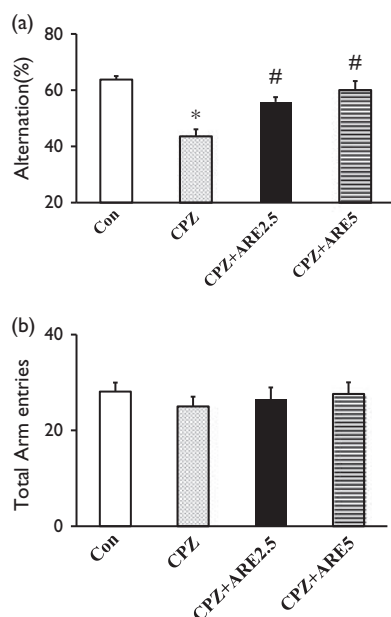 (a)
Alternation(%)
80
60
40
20
*
#
#
Con
CPZ
CPZ+ARE2.5
CPZ+ARE5
(b)
Total Arm entries
40
20
0
Con
CPZ
CPZ+ARE2.5
CPZ+ARE5